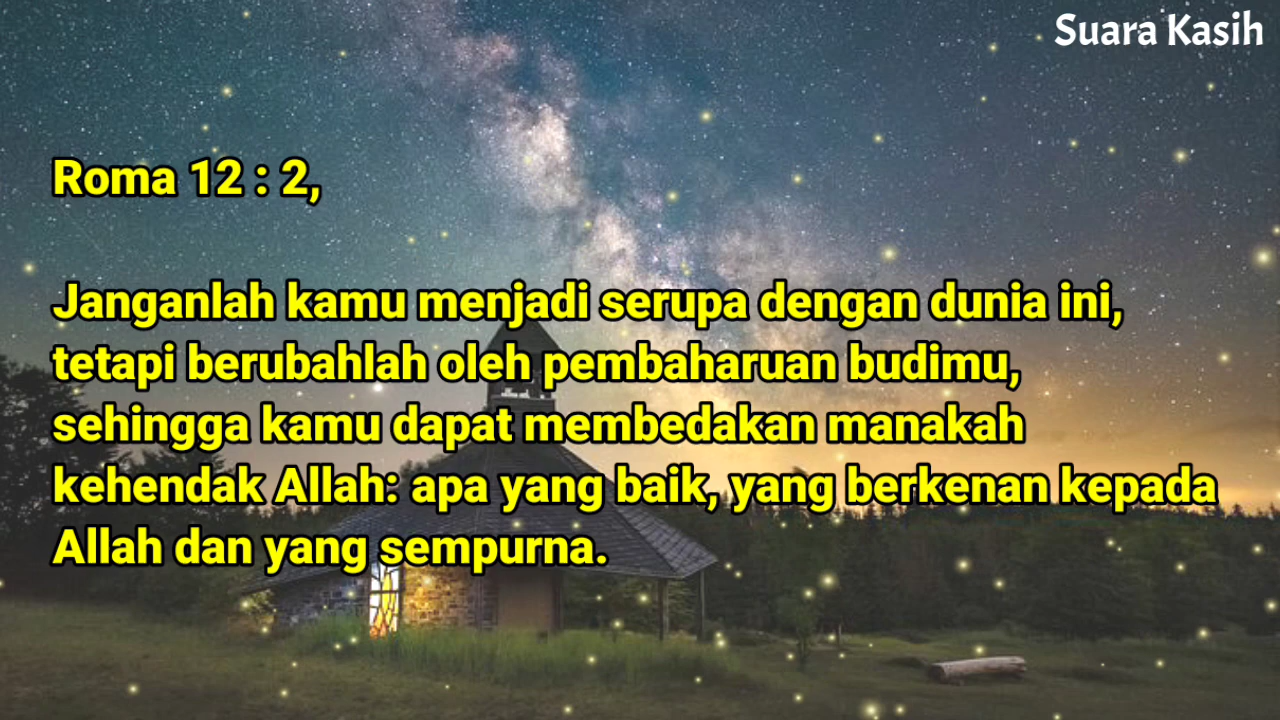 Suara Kasih
Roma 12 : 2,
Janganlah kamu menjadi serupa dengan dunia ini,
tetapi berubahlah oleh pembaharuan budimu,
sehingga kamu dapat membedakan manakah
kehendak Allah: apa yang baik, yang berkenan kepada
Allah dan yang sempurna.